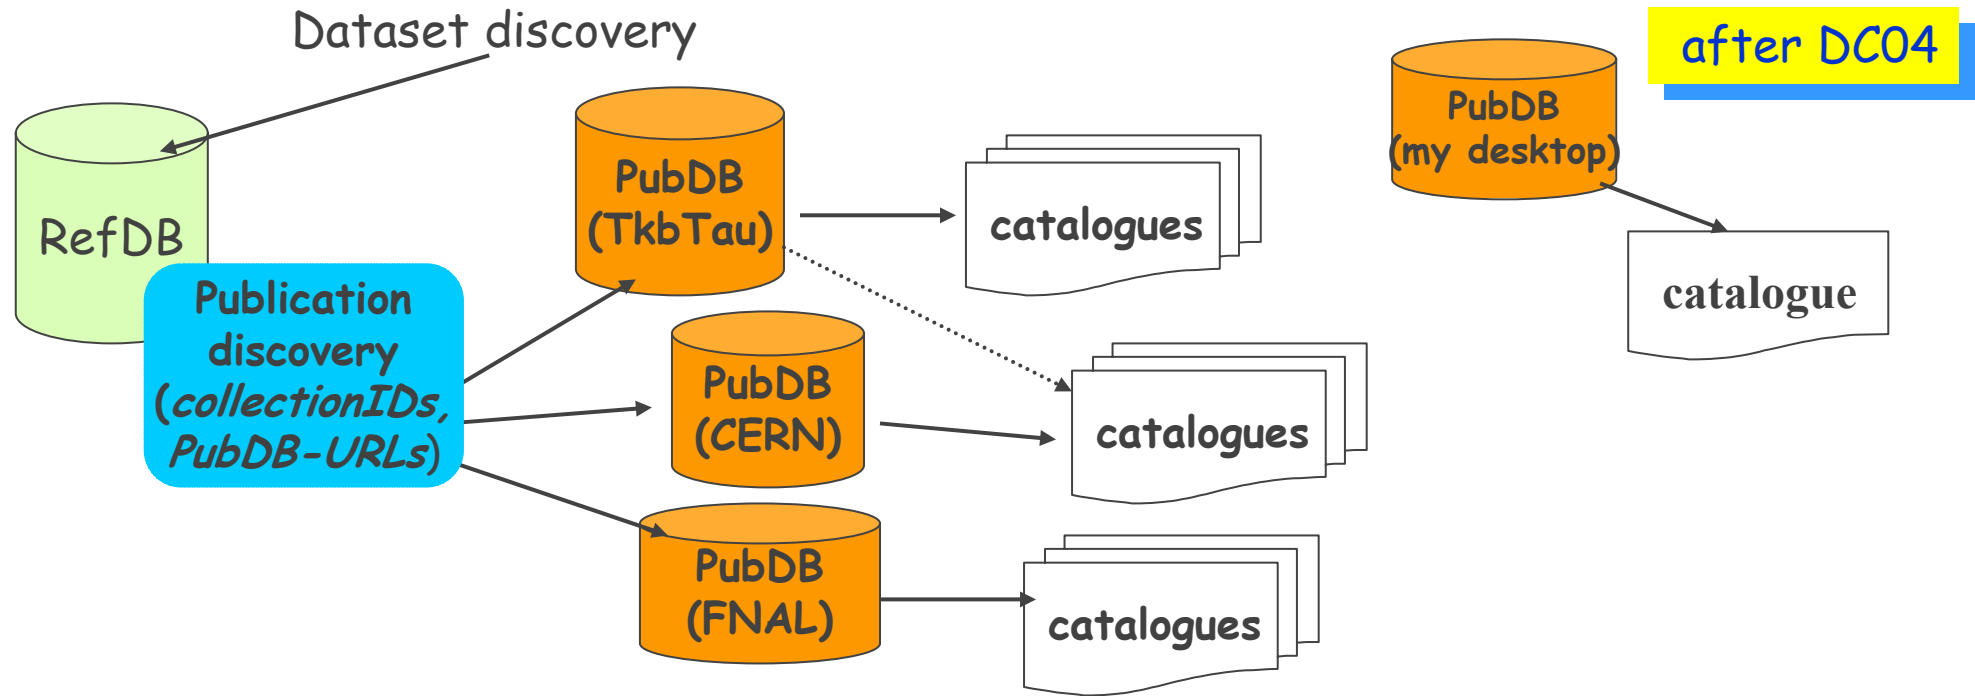 Dataset discovery
after DC04
RefDB
Publication
discovery
(collectionIDs,
PubDB-URLs)
PubDB
(TkbTau)
catalogues
PubDB
(CERN)
catalogues
PubDB
(FNAL)
catalogues
PubDB
(my desktop)
catalogue